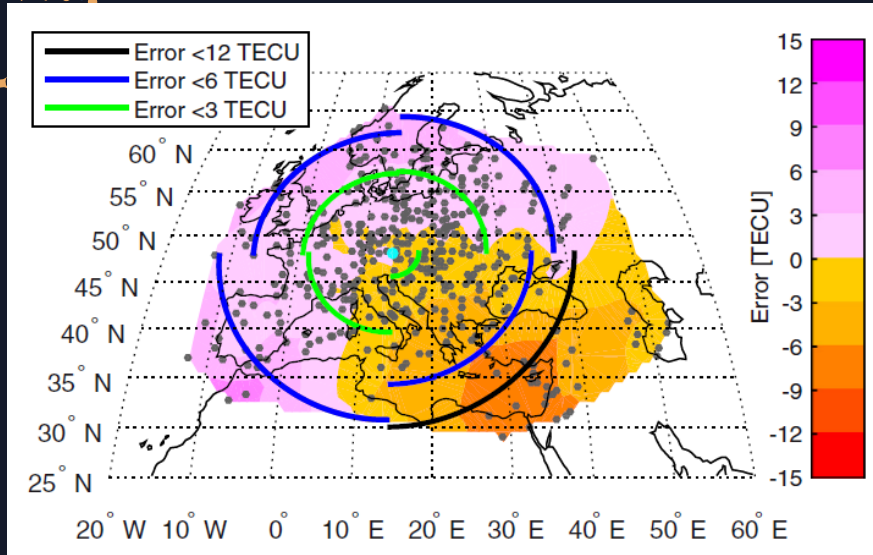 Error <12 TECU
Error <6 TECU
Error <3 TECU
60° N
55° N
50° N
45° N
40° N
35° N
30° N
25° N
20° W 10° W 0° 10° E 20° E 30° E 40° E 50° E 60° E
15
12
9
6
3
0
-3
-6
-9
-12
-15
Error [TECU]